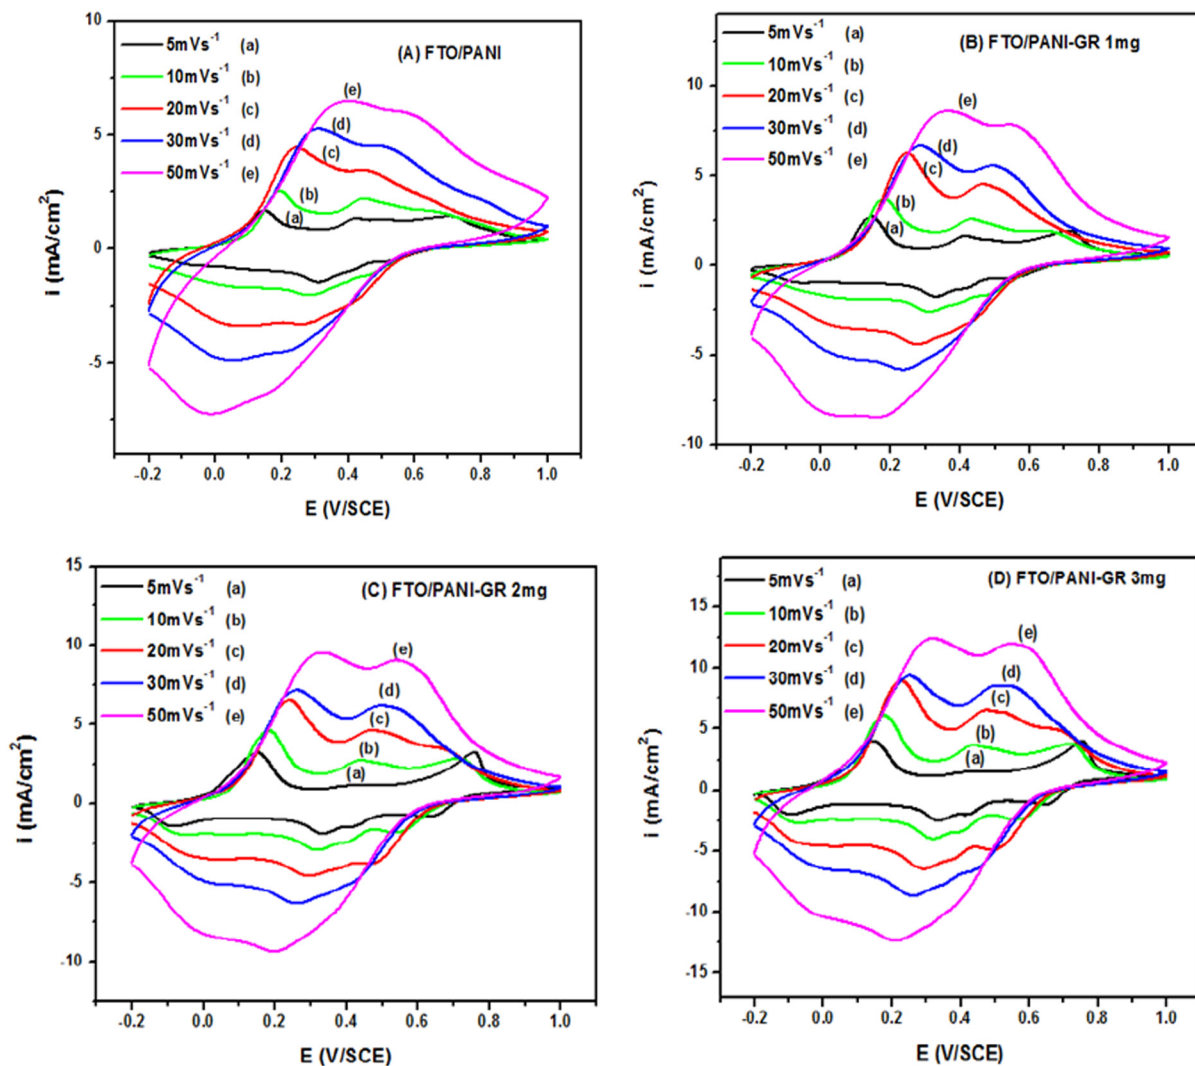 (A) FTO/PANI
5mVs-1 (a)
10mVs-1 (b)
20mVs-1 (c)
30mVs-1 (d)
50mVs-1 (e)
(e)
(d)
(c)
(b)
(a)
10
5
0
-5
i (mA/cm2)
-0.2 0.0 0.2 0.4 0.6 0.8 1.0
E (V/SCE)
(B) FTO/PANI-GR 1mg
5mVs-1 (a)
10mVs-1 (b)
20mVs-1 (c)
30mVs-1 (d)
50mVs-1 (e)
(e)
(d)
(c)
(b)
(a)
10
5
0
-5
-10
i (mA/cm2)
-0.2 0.0 0.2 0.4 0.6 0.8 1.0
E (V/SCE)
(C) FTO/PANI-GR 2mg
5mVs-1 (a)
10mVs-1 (b)
20mVs-1 (c)
30mVs-1 (d)
50mVs-1 (e)
(e)
(d)
(c)
(b)
(a)
15
10
5
0
-5
-10
i (mA/cm2)
-0.2 0.0 0.2 0.4 0.6 0.8 1.0
E (V/SCE)
(D) FTO/PANI-GR 3mg
5mVs-1 (a)
10mVs-1 (b)
20mVs-1 (c)
30mVs-1 (d)
50mVs-1 (e)
(e)
(d)
(c)
(b)
(a)
15
10
5
0
-5
-10
-15
i (mA/cm2)
-0.2 0.0 0.2 0.4 0.6 0.8 1.0
E (V/SCE)